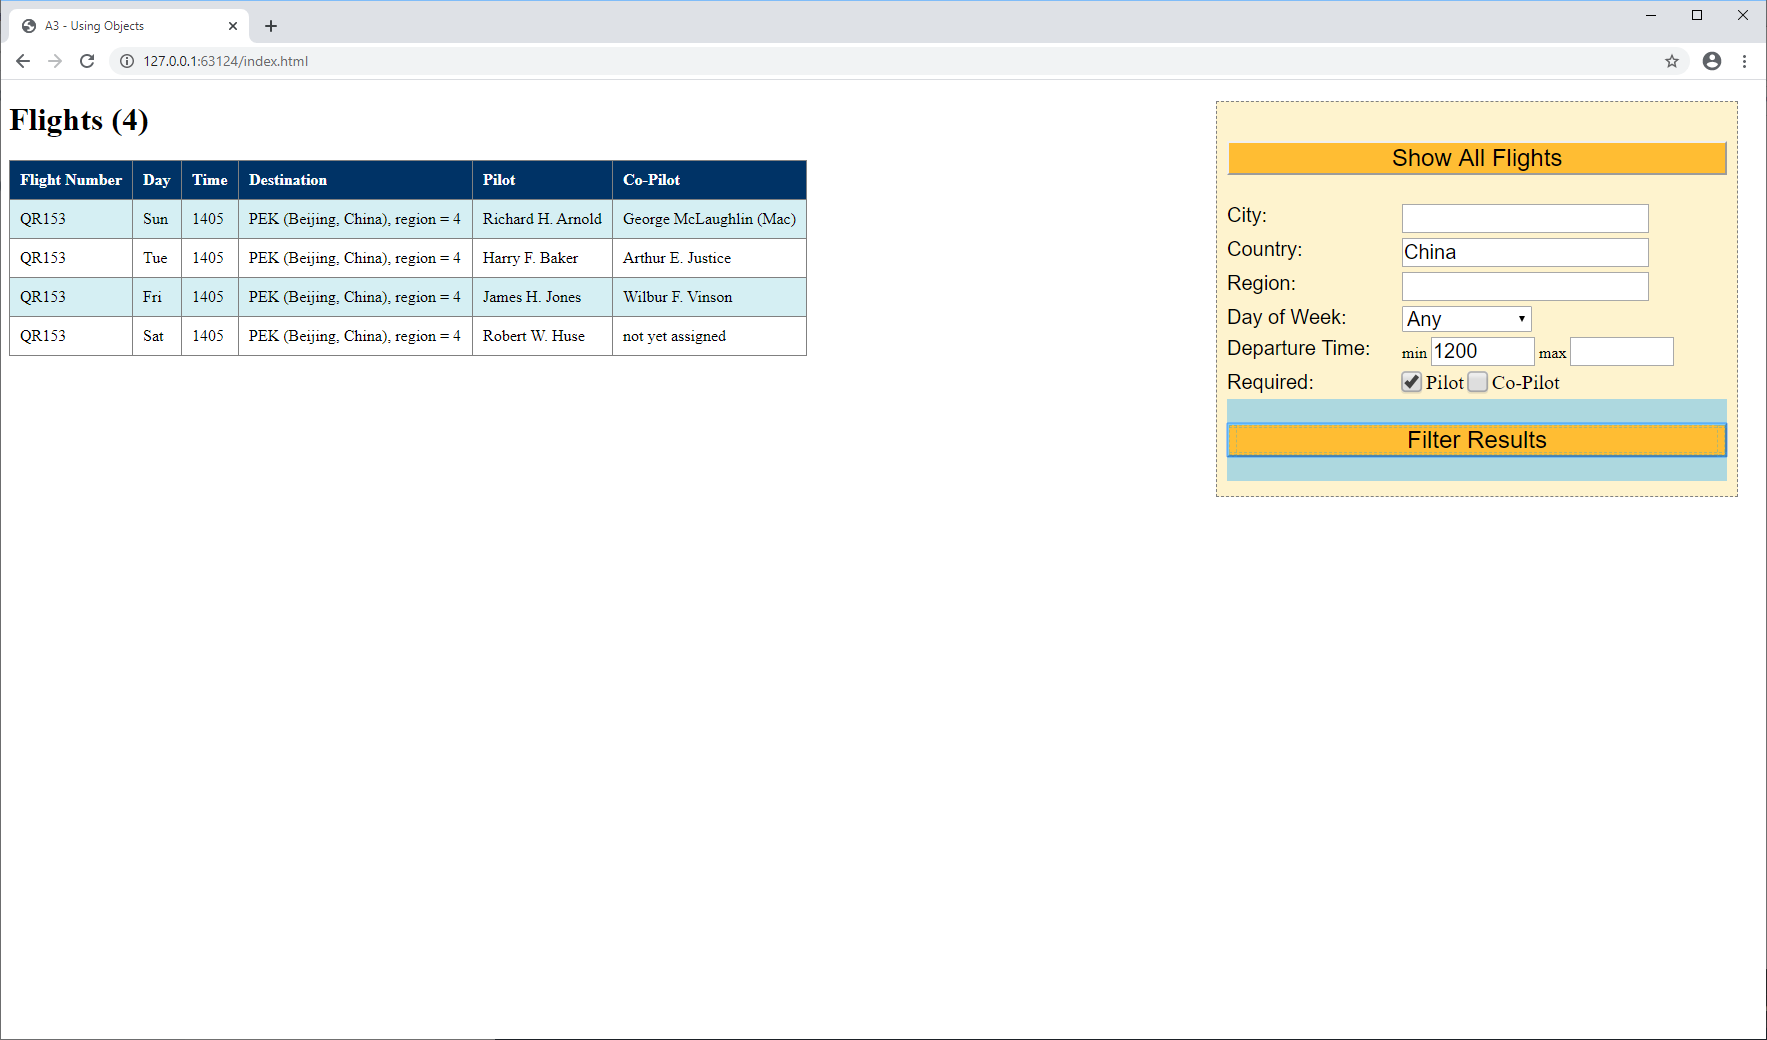 A3 - Using Objects
127.0.0.1:63124/index.html
Flights (4)
Flight Number Day Time Destination Pilot Co-Pilot
QR153 Sun 1405 PEK (Beijing, China), region = 4 Richard H. Arnold George McLaughlin (Mac)
QR153 Tue 1405 PEK (Beijing, China), region = 4 Harry F. Baker Arthur E. Justice
QR153 Fri 1405 PEK (Beijing, China), region = 4 James H. Jones Wilbur F. Vinson
QR153 Sat 1405 PEK (Beijing, China), region = 4 Robert W. Huse not yet assigned
Show All Flights
City:
Country: China
Region:
Day of Week: Any
Departure Time: min 1200 max
Required: Pilot Co-Pilot
Filter Results